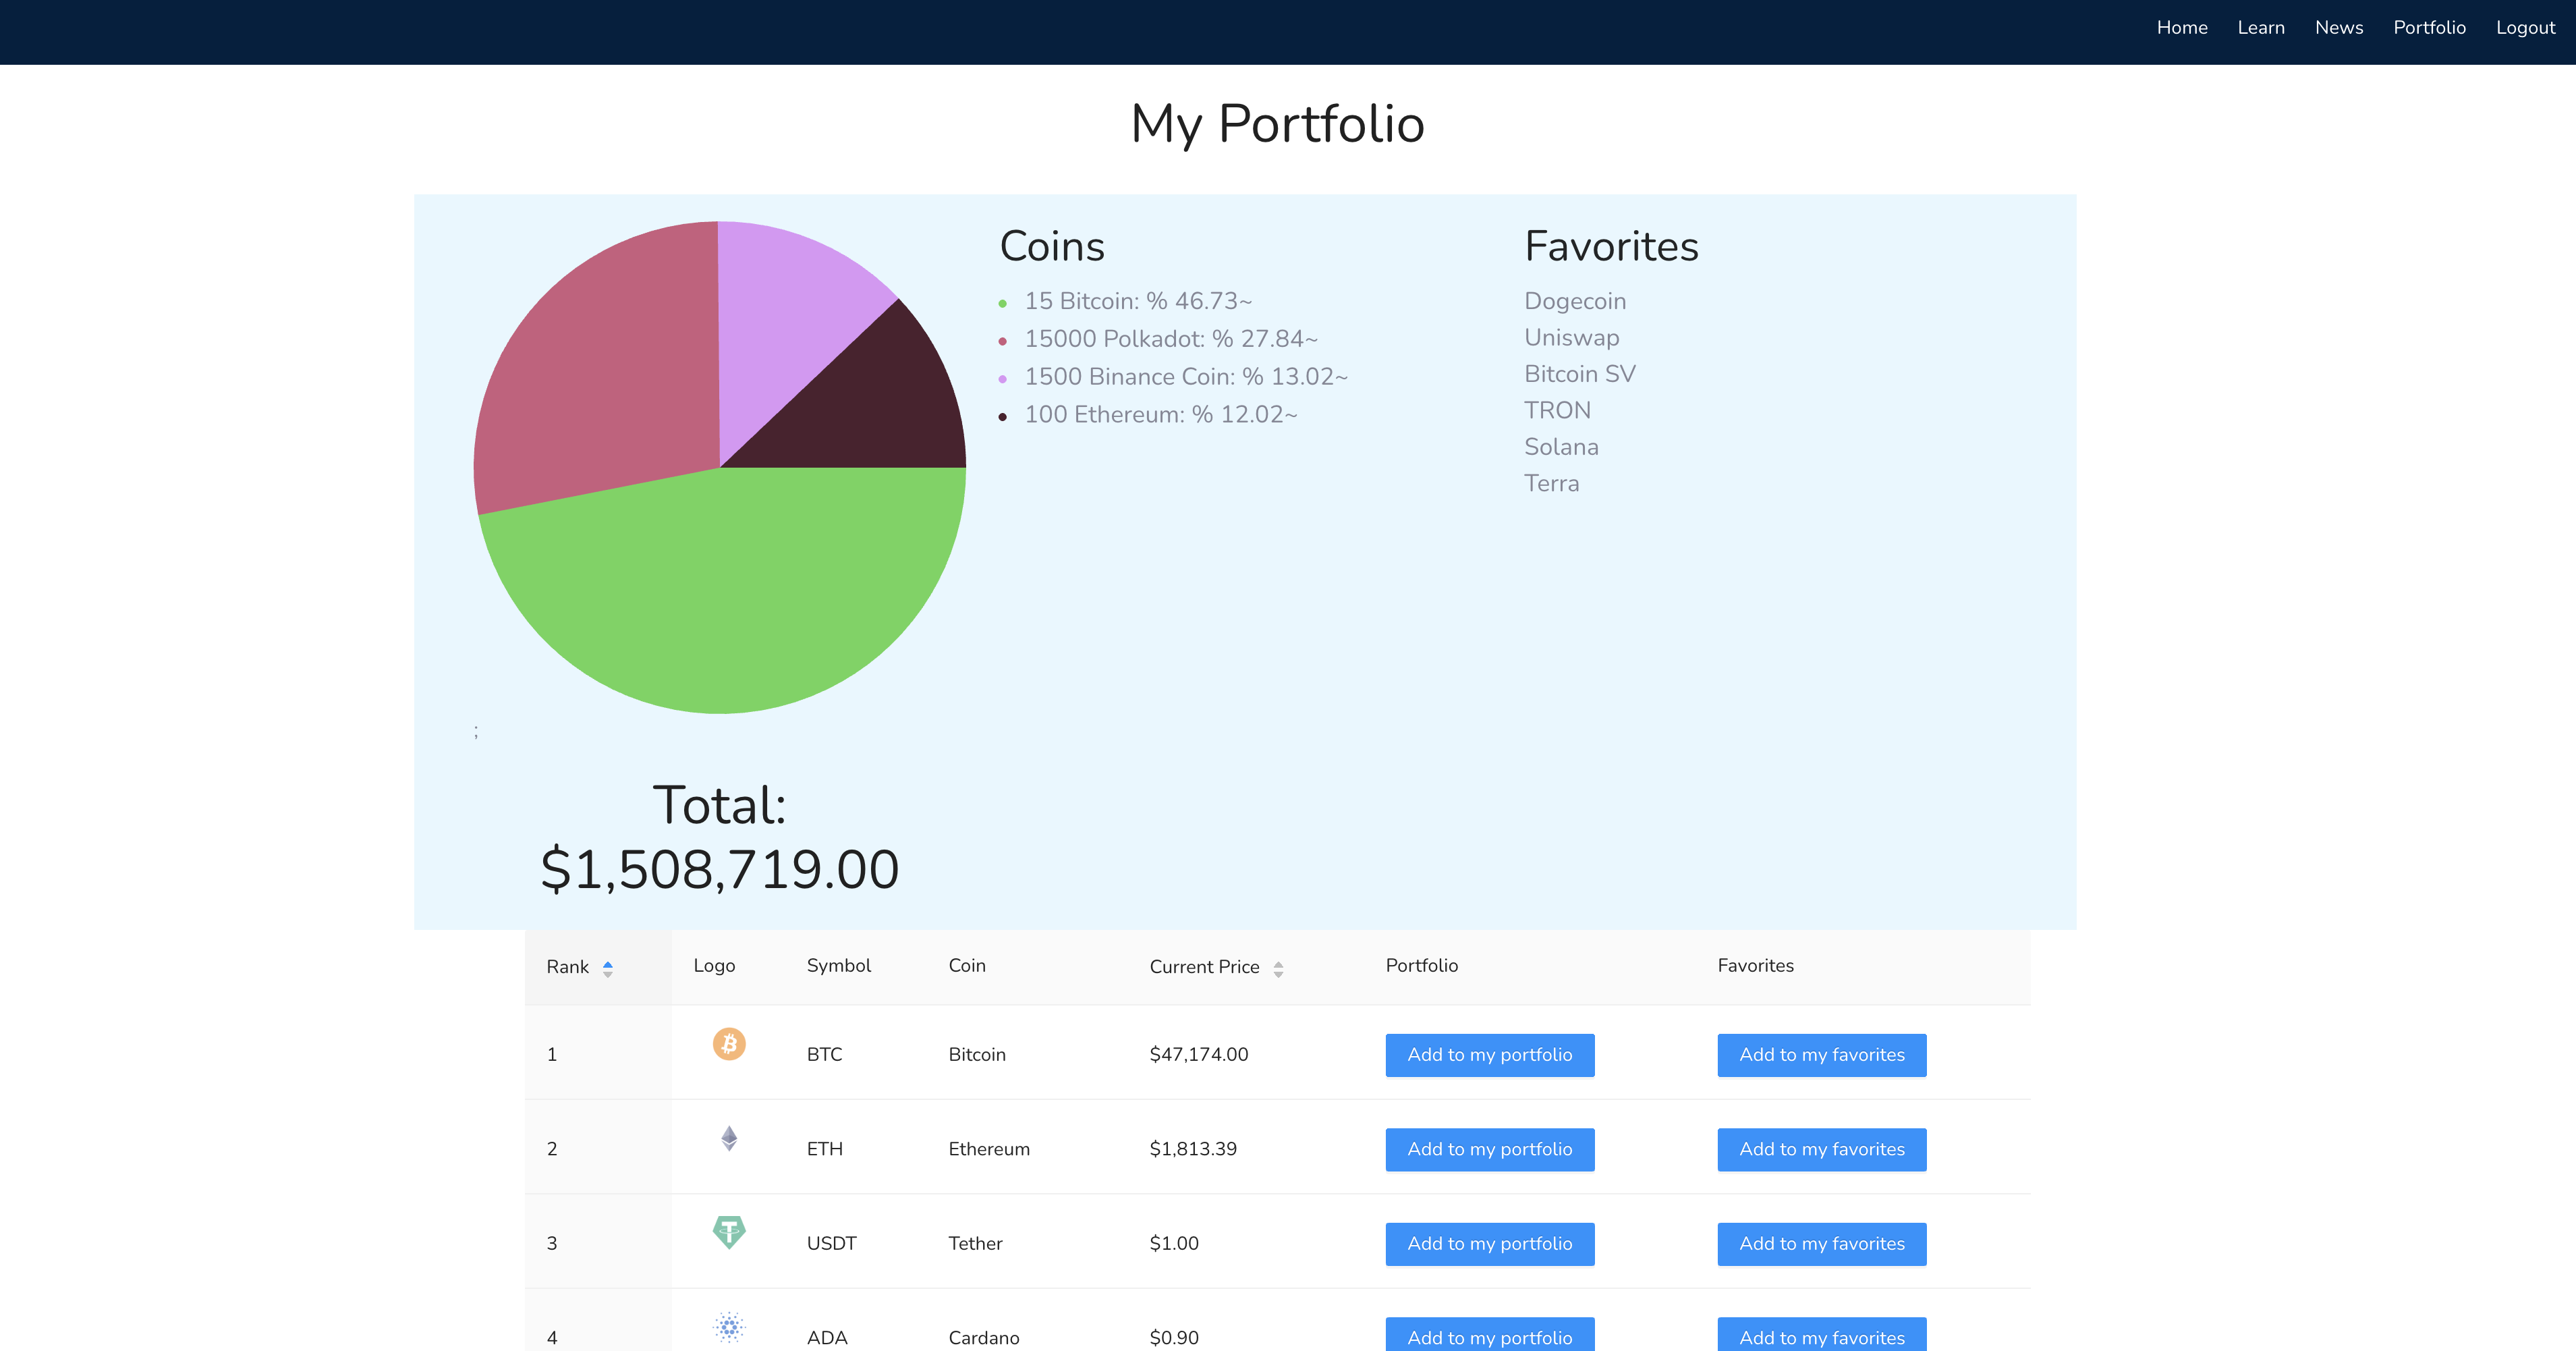 Home Learn News Portfolio Logout
My Portfolio
Coins
15 Bitcoin: % 46.73~
15000 Polkadot: % 27.84~
1500 Binance Coin: % 13.02~
100 Ethereum: % 12.02~
Favorites
Dogecoin
Uniswap
Bitcoin SV
TRON
Solana
Terra
;
Total:
$1,508,719.00
Rank Logo Symbol Coin Current Price Portfolio Favorites
1 BTC Bitcoin $47,174.00 Add to my portfolio Add to my favorites
2 ETH Ethereum $1,813.39 Add to my portfolio Add to my favorites
3 USDT Tether $1.00 Add to my portfolio Add to my favorites
4 ADA Cardano $0.90 Add to my portfolio Add to my favorites